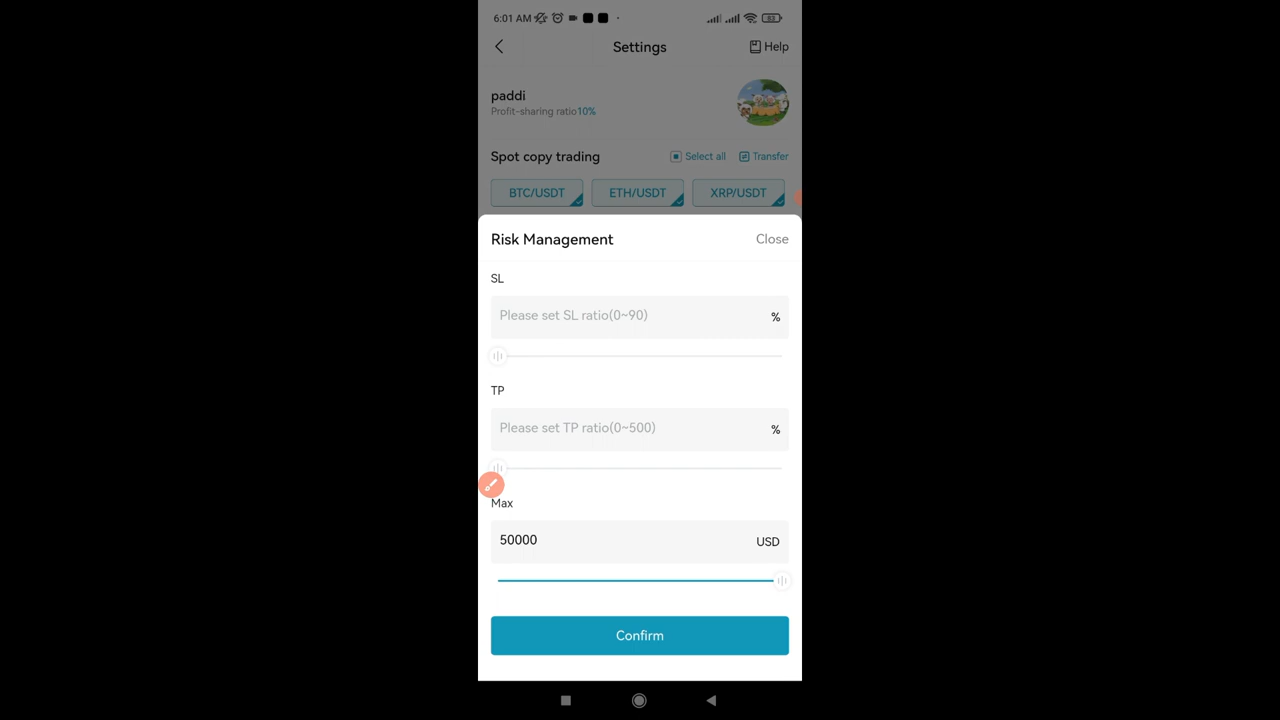 6:01 AM 83
Settings Help
paddi
Profit-sharing ratio10%
Spot copy trading Select all Transfer
BTC/USDT ETH/USDT XRP/USDT
Risk Management Close
SL
Please set SL ratio(0~90) %
TP
Please set TP ratio(0~500) %
Max
50000 USD
Confirm